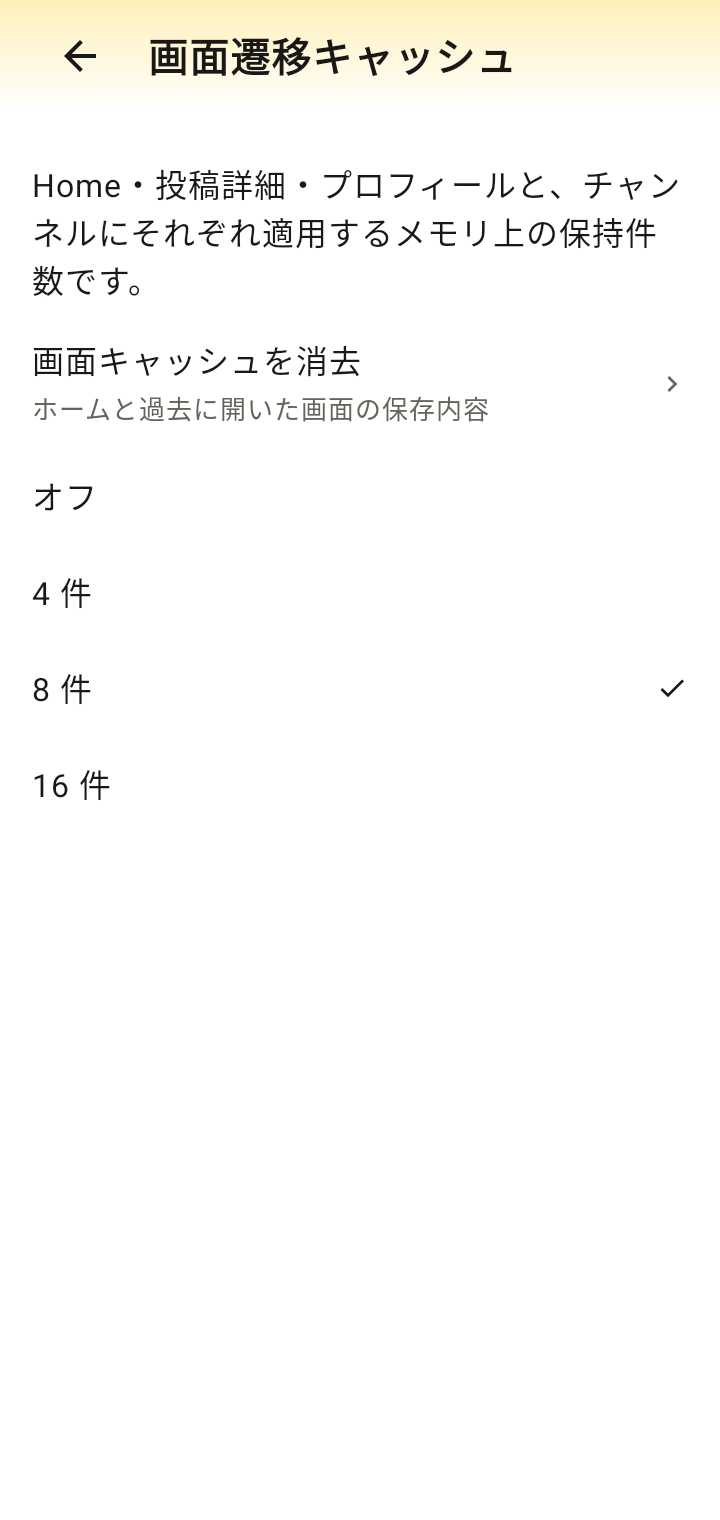 画面遷移キャッシュ
Home・投稿詳細・プロフィールと、チャン
ネルにそれぞれ適用するメモリ上の保持件
数です。
画面キャッシュを消去
ホームと過去に開いた画面の保存内容
オフ
4 件
8 件
16 件